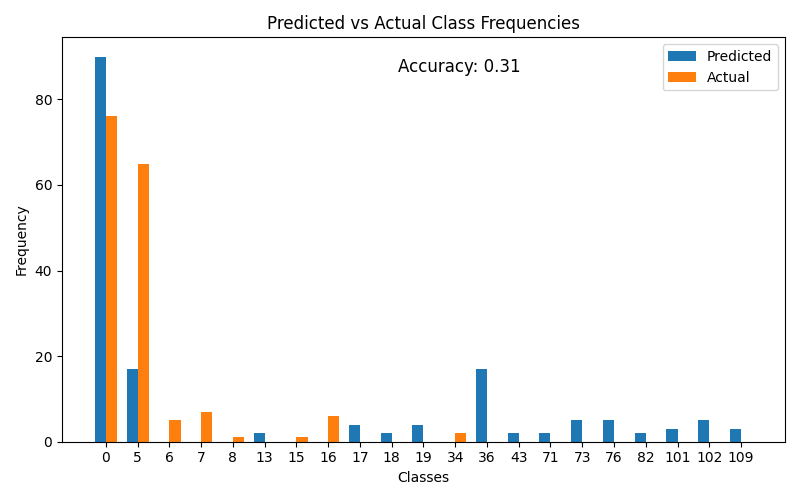 Predicted vs Actual Class Frequencies
Accuracy: 0.31
Predicted
Actual
Frequency
80
60
40
20
0
0 5 6 7 8 13 15 16 17 18 19 34 36 43 71 73 76 82 101 102 109
Classes